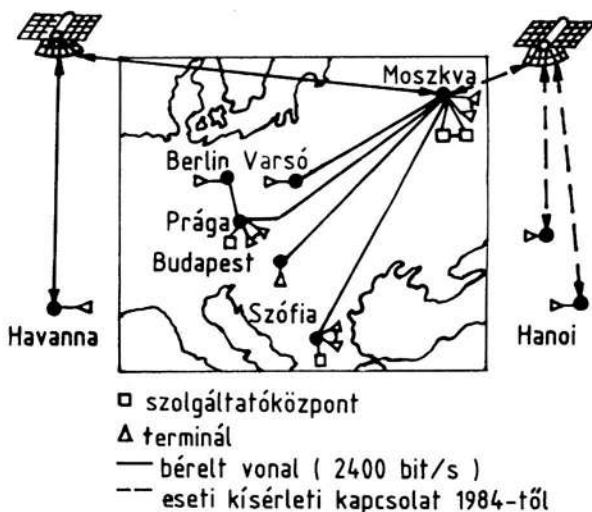 Moszkva
Berlin Varsó
Prága
Budapest
Szófia
Havanna
Hanoi
szolgáltatóközpont
terminál
bérelt vonal ( 2400 bit/s )
eseti kísérleti kapcsolat 1984-től